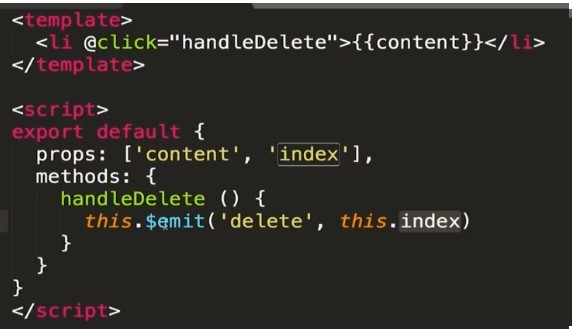 <template>
  <li @click="handleDelete">{{content}}</li>
</template>

<script>
export default {
  props: ['content', 'index'],
  methods: {
    handleDelete () {
      this.$emit('delete', this.index)
    }
  }
}
</script>